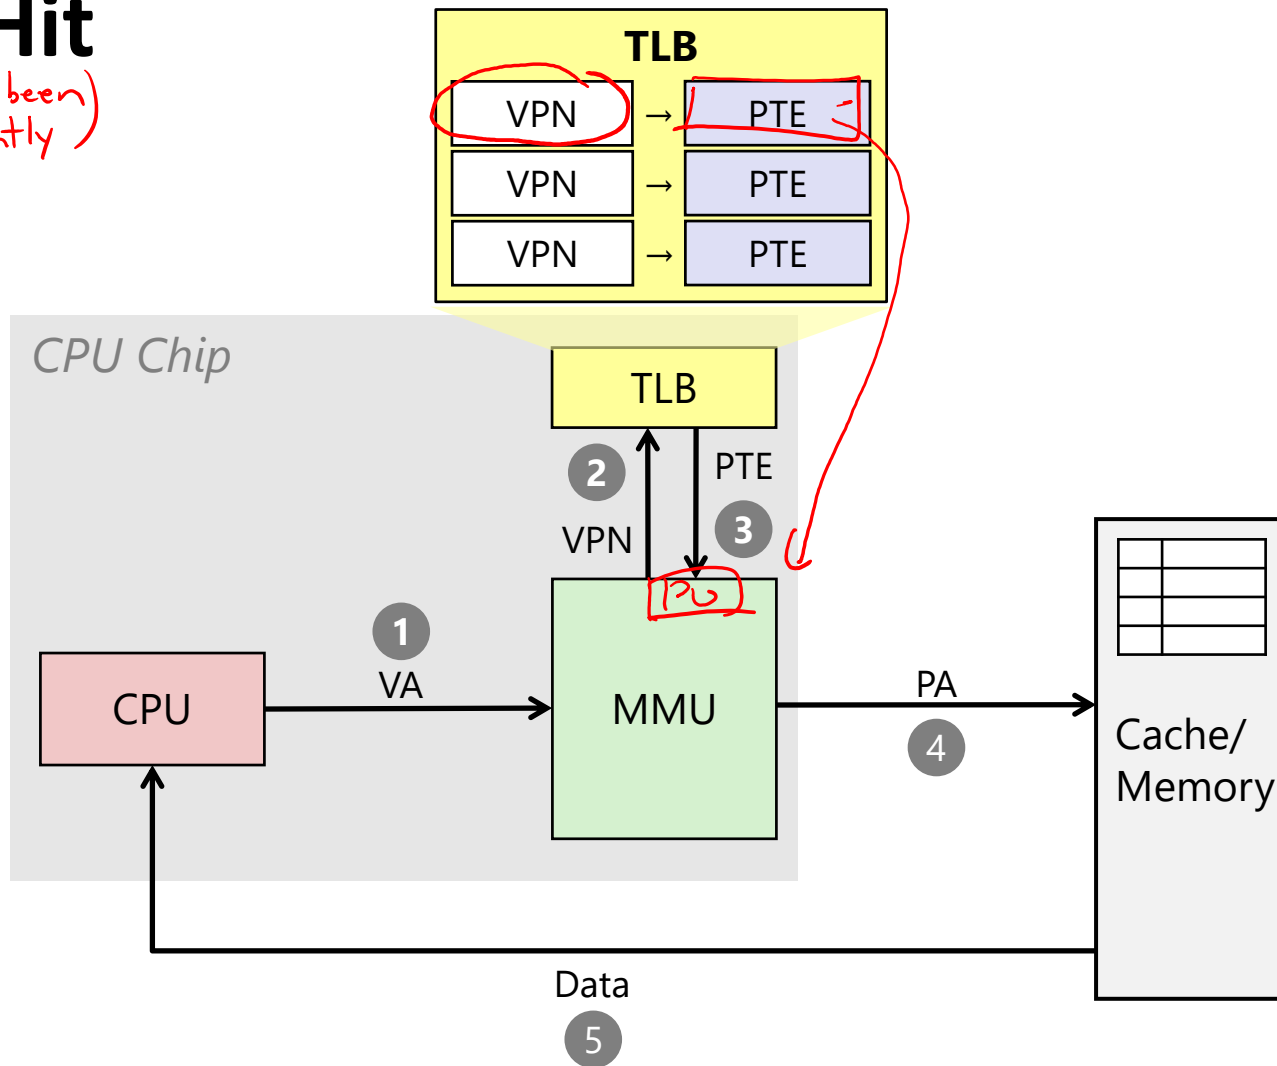 Hit
been)
ntly
TLB
VPN → PTE
VPN → PTE
VPN → PTE
CPU Chip
TLB
2
PTE
VPN
3
1
VA
CPU
MMU
PA
4
Cache/
Memory
Data
5